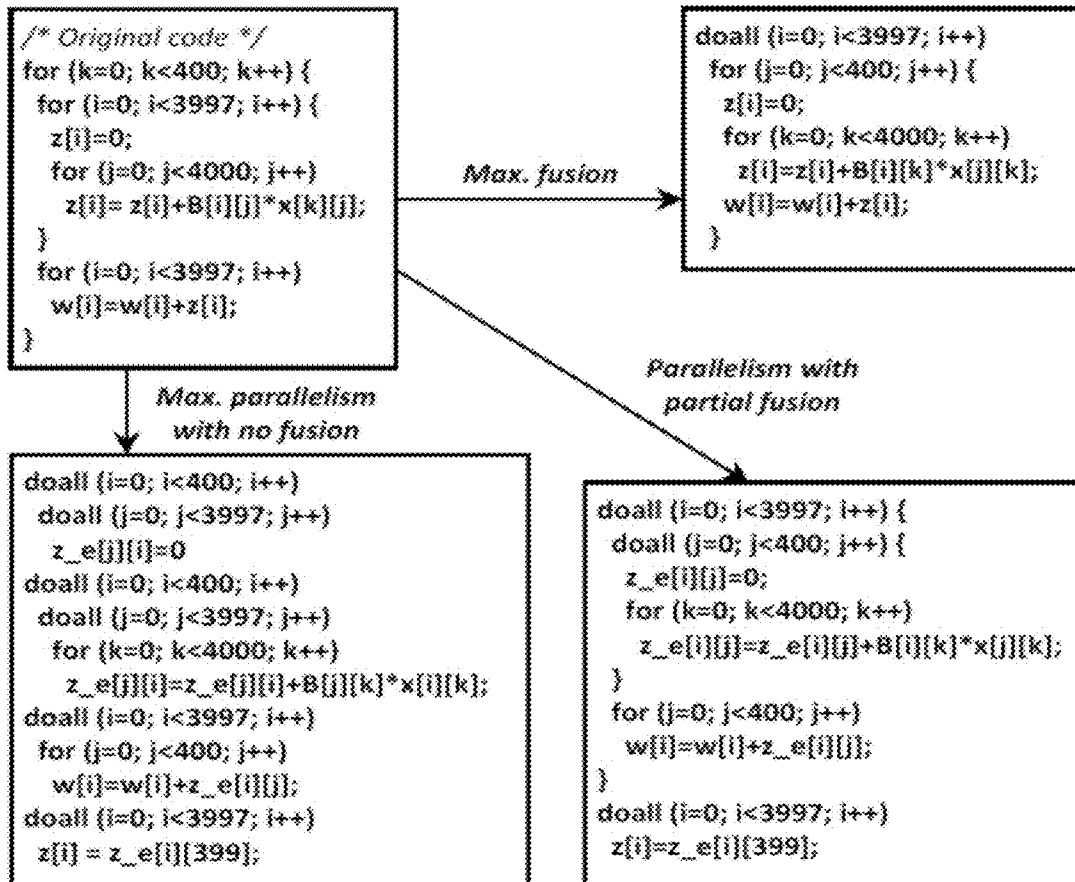 /* Original code */
for (k=0; k<400; k++) {
for (i=0; i<3997; i++) {
z[i]=0;
for (j=0; j<4000; j++)
z[i]= z[i]+B[i][j]*x[k][j];
}
for (i=0; i<3997; i++)
w[i]=w[i]+z[i];
}
Max. fusion
doall (i=0; i<3997; i++)
for (j=0; j<400; j++) {
z[i]=0;
for (k=0; k<4000; k++)
z[i]=z[i]+B[i][k]*x[j][k];
w[i]=w[i]+z[i];
}
Max. parallelism
with no fusion
Parallelism with
partial fusion
doall (i=0; i<400; i++)
doall (j=0; j<3997; j++)
z_e[j][i]=0
doall (i=0; i<400; i++)
doall (j=0; j<3997; j++)
for (k=0; k<4000; k++)
z_e[j][i]=z_e[j][i]+B[j][k]*x[i][k];
doall (i=0; i<3997; i++)
for (j=0; j<400; j++)
w[i]=w[i]+z_e[i][j];
doall (i=0; i<3997; i++)
z[i] = z_e[i][399];
doall (i=0; i<3997; i++) {
doall (j=0; j<400; j++) {
z_e[i][j]=0;
for (k=0; k<4000; k++)
z_e[i][j]=z_e[i][j]+B[i][k]*x[j][k];
}
for (j=0; j<400; j++)
w[i]=w[i]+z_e[i][j];
}
doall (i=0; i<3997; i++)
z[i]=z_e[i][399];